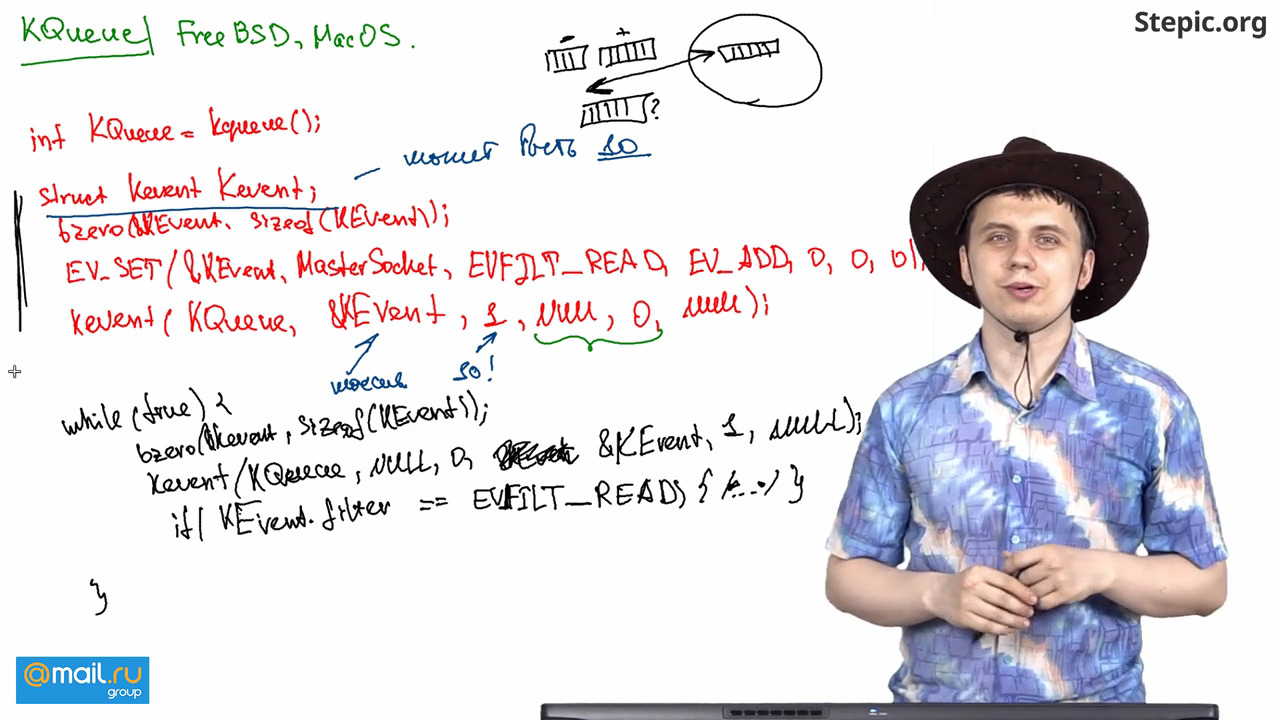 Stepic.org
KQueue FreeBSD, MacOS.
- +
?
int KQueue = kqueue();
может быть 10
struct kevent Kevent;
bzero(&KEvent, sizeof(KEvent));
EV_SET(&KEvent, MasterSocket, EVFILT_READ, EV_ADD, 0, 0, 0);
kevent( KQueue, &KEvent, 1, NULL, 0, NULL);
10!
while (true) {
bzero(&Kevent, sizeof(KEvent));
kevent(KQueue, NULL, 0, &KEvent, 1, NULL);
if( KEvent.filter == EVFILT_READ) { /*...*/ }
}
@mail.ru
group